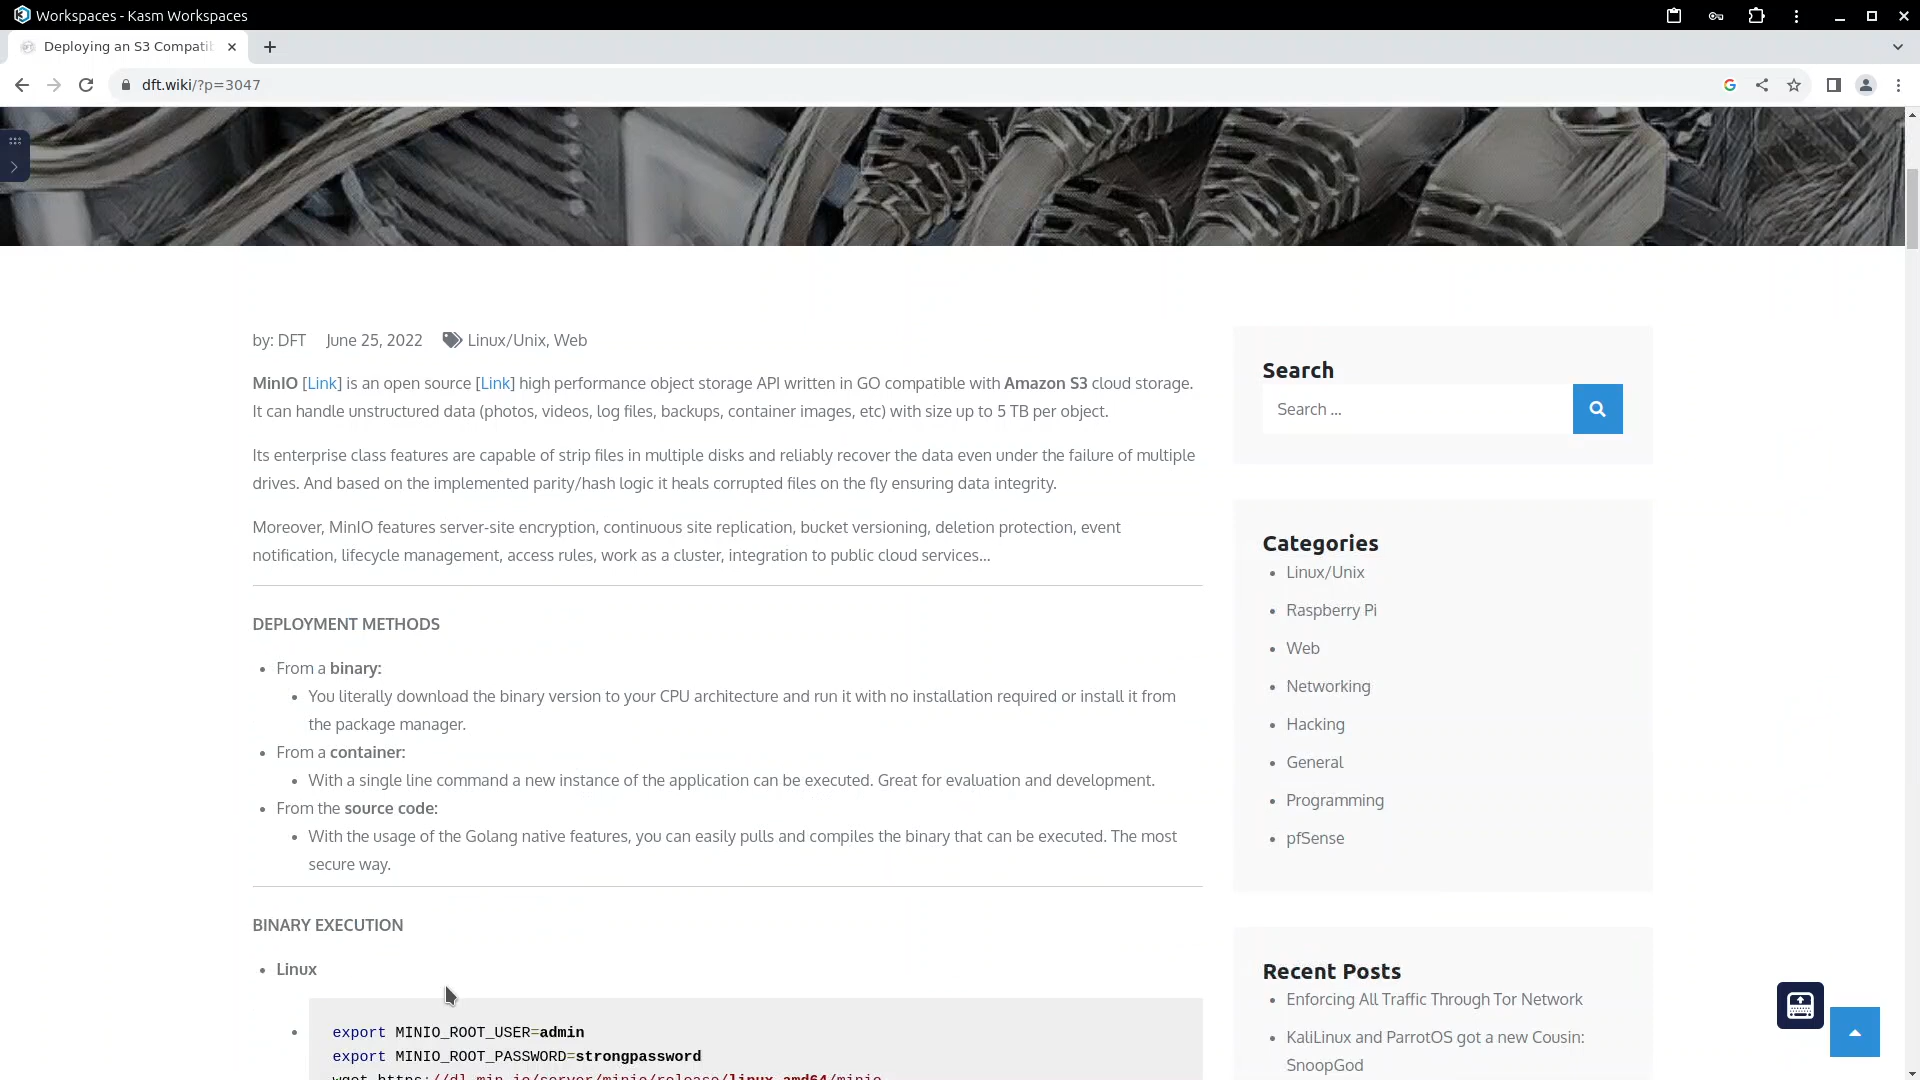 Workspaces - Kasm Workspaces
Deploying an S3 Compatib
dft.wiki/?p=3047
by: DFT June 25, 2022 Linux/Unix, Web
MinIO [Link] is an open source [Link] high performance object storage API written in GO compatible with Amazon S3 cloud storage.
It can handle unstructured data (photos, videos, log files, backups, container images, etc) with size up to 5 TB per object.
Its enterprise class features are capable of strip files in multiple disks and reliably recover the data even under the failure of multiple
drives. And based on the implemented parity/hash logic it heals corrupted files on the fly ensuring data integrity.
Moreover, MinIO features server-site encryption, continuous site replication, bucket versioning, deletion protection, event
notification, lifecycle management, access rules, work as a cluster, integration to public cloud services...
DEPLOYMENT METHODS
From a binary:
You literally download the binary version to your CPU architecture and run it with no installation required or install it from
the package manager.
From a container:
With a single line command a new instance of the application can be executed. Great for evaluation and development.
From the source code:
With the usage of the Golang native features, you can easily pulls and compiles the binary that can be executed. The most
secure way.
BINARY EXECUTION
Linux
export MINIO_ROOT_USER=admin
export MINIO_ROOT_PASSWORD=strongpassword
wget https://dl.min.io/server/minio/release/linux-amd64/minio
Search
Search ...
Categories
Linux/Unix
Raspberry Pi
Web
Networking
Hacking
General
Programming
pfSense
Recent Posts
Enforcing All Traffic Through Tor Network
KaliLinux and ParrotOS got a new Cousin:
SnoopGod